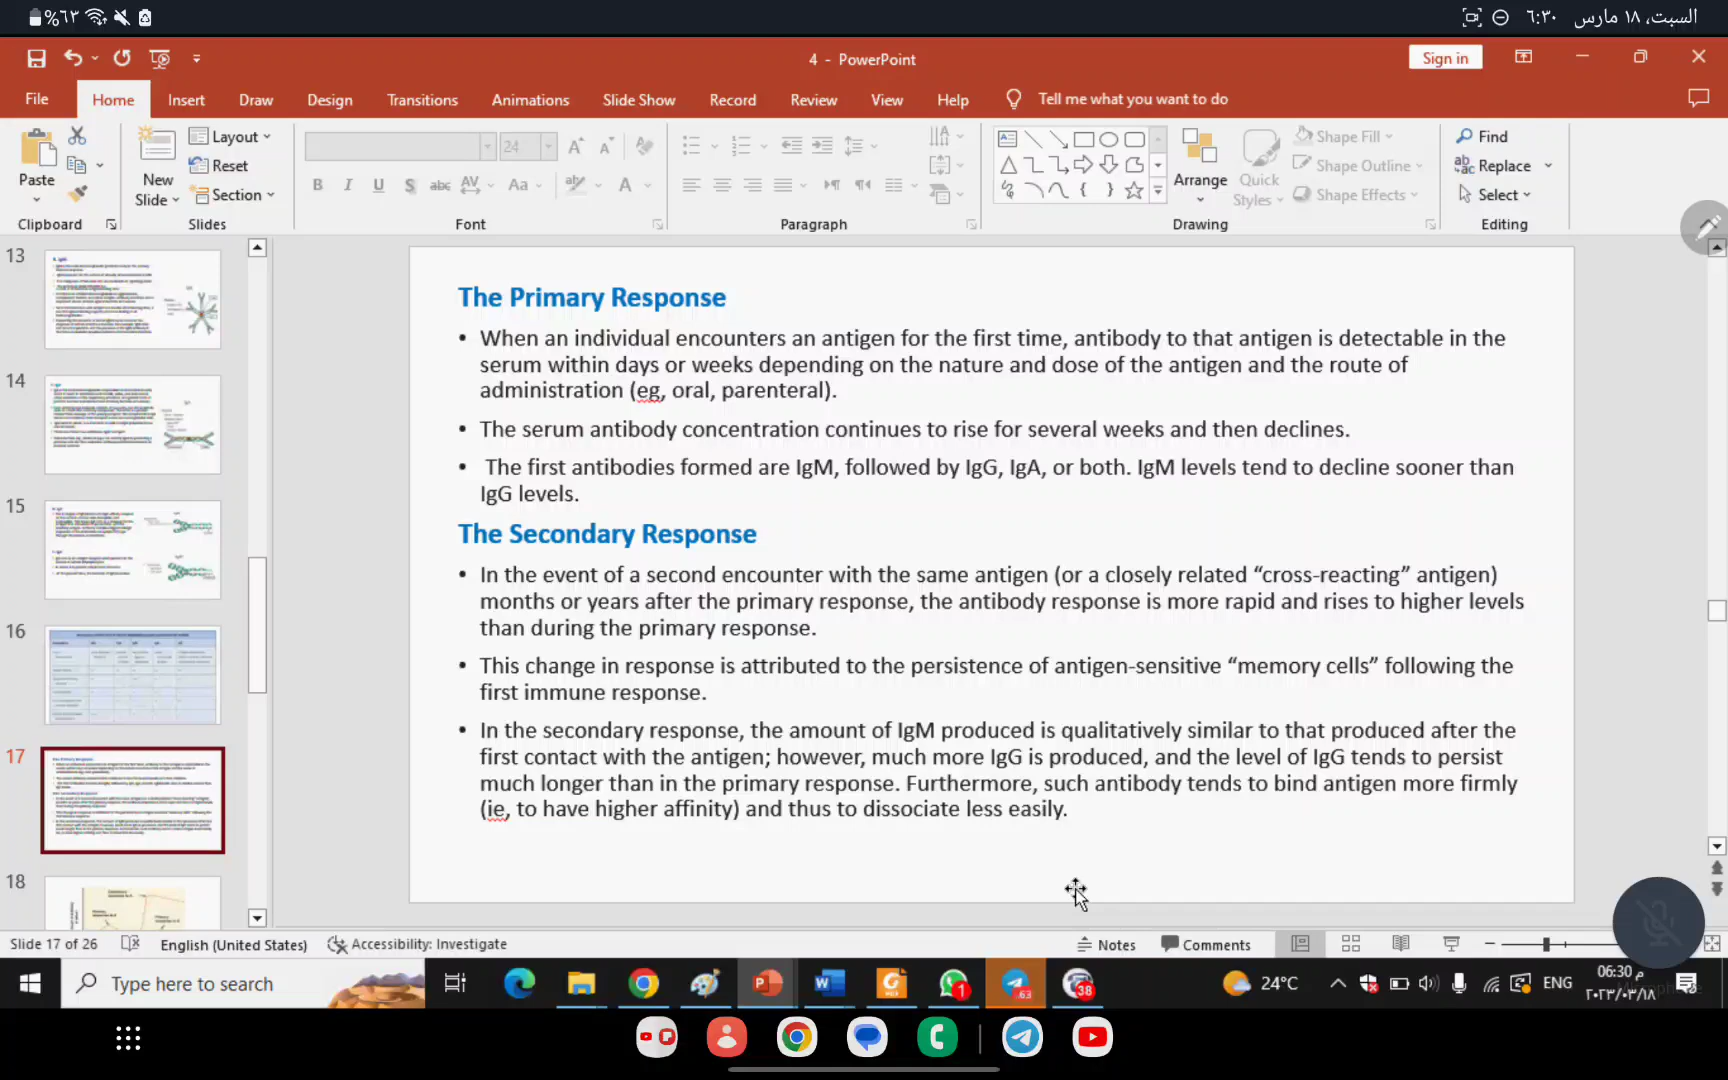 %٦٣
السبت، ١٨ مارس ٦:٣٠
4 - PowerPoint
Sign in
File Home Insert Draw Design Transitions Animations Slide Show Record Review View Help Tell me what you want to do
Paste
Clipboard
New Slide
Layout
Reset
Section
Slides
24
B I U S abc AV Aa A
Font
Paragraph
Arrange
Quick Styles
Shape Fill
Shape Outline
Shape Effects
Drawing
Find
Replace
Select
Editing
13
14
15
16
17
18
The Primary Response
• When an individual encounters an antigen for the first time, antibody to that antigen is detectable in the
serum within days or weeks depending on the nature and dose of the antigen and the route of
administration (eg, oral, parenteral).
• The serum antibody concentration continues to rise for several weeks and then declines.
• The first antibodies formed are IgM, followed by IgG, IgA, or both. IgM levels tend to decline sooner than
IgG levels.
The Secondary Response
• In the event of a second encounter with the same antigen (or a closely related “cross-reacting” antigen)
months or years after the primary response, the antibody response is more rapid and rises to higher levels
than during the primary response.
• This change in response is attributed to the persistence of antigen-sensitive “memory cells” following the
first immune response.
• In the secondary response, the amount of IgM produced is qualitatively similar to that produced after the
first contact with the antigen; however, much more IgG is produced, and the level of IgG tends to persist
much longer than in the primary response. Furthermore, such antibody tends to bind antigen more firmly
(ie, to have higher affinity) and thus to dissociate less easily.
Slide 17 of 26 English (United States) Accessibility: Investigate Notes Comments
Type here to search
1
63
38
24°C
ENG
06:30 م
٢٠٢٣/٠٣/١٨